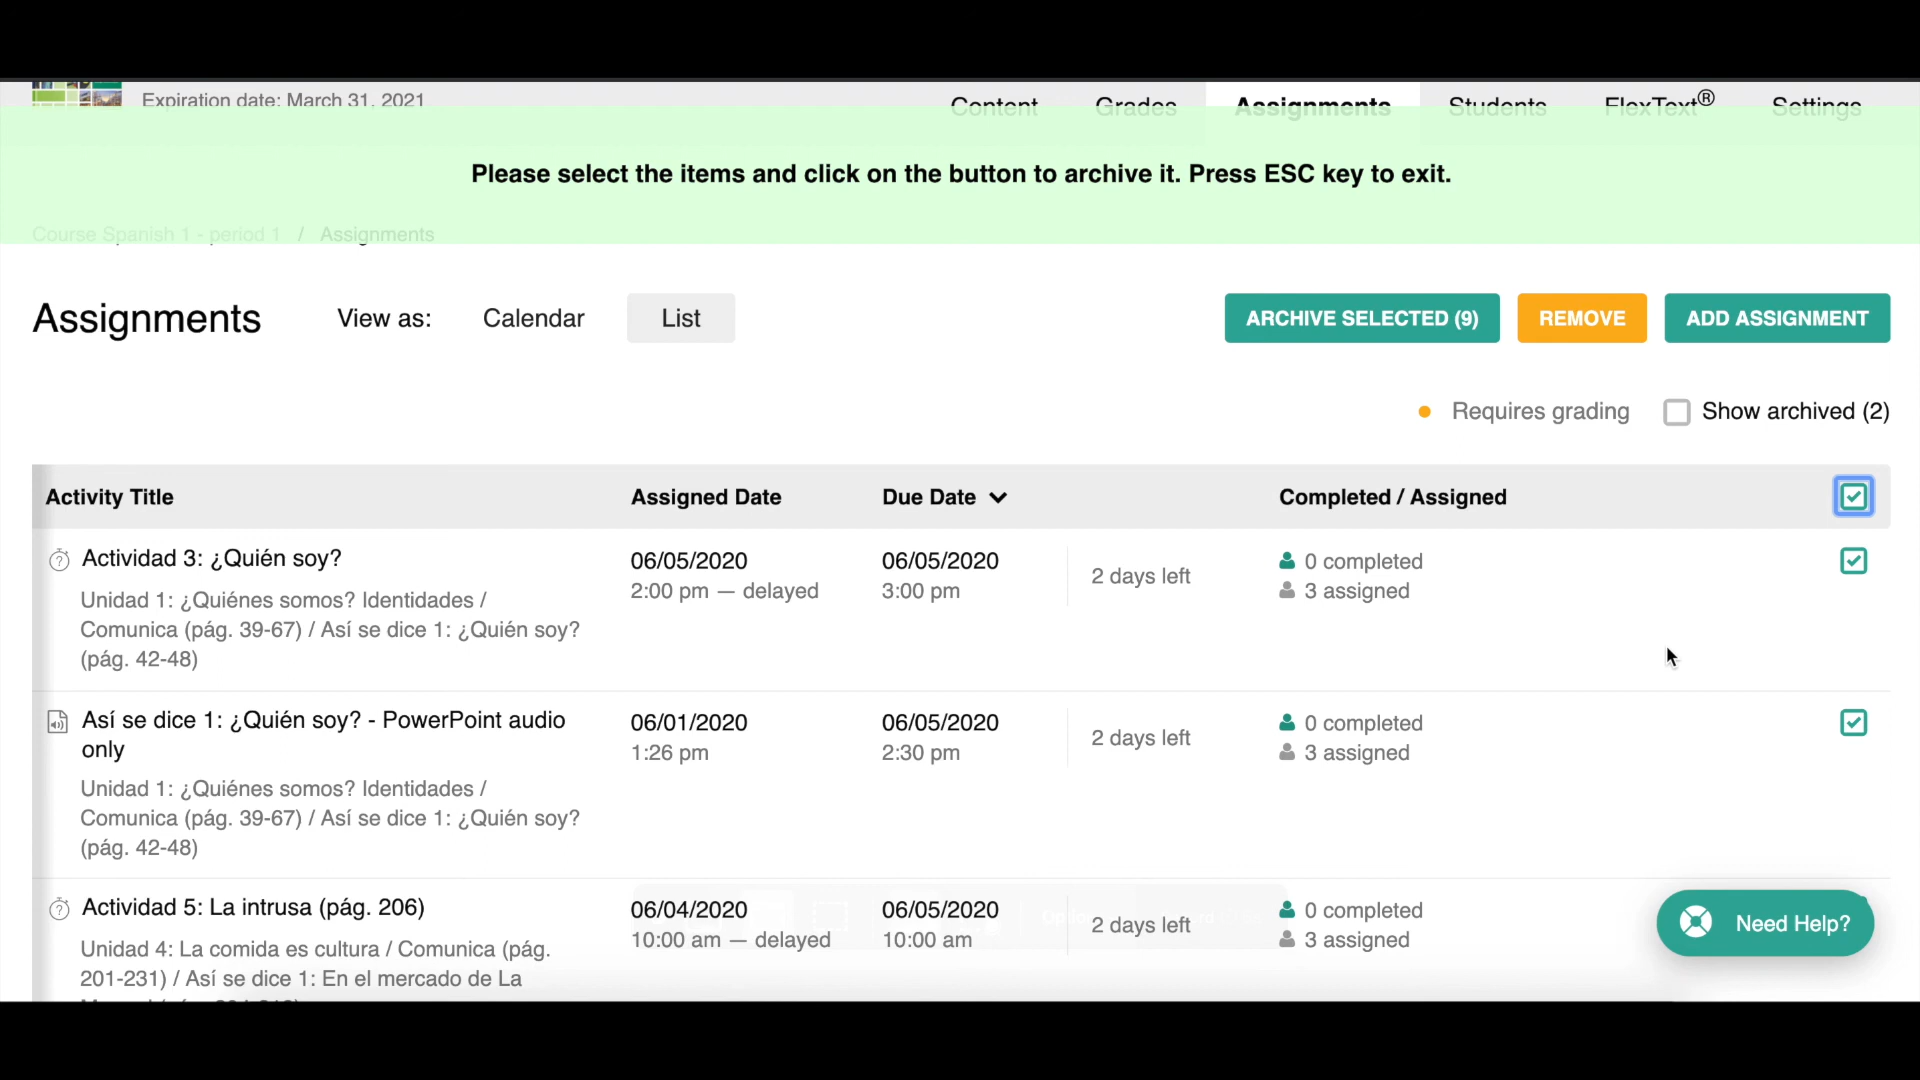 Expiration date: March 31, 2021
Content Grades Assignments Students FlexText® Settings
Please select the items and click on the button to archive it. Press ESC key to exit.
Course Spanish 1 - period 1 / Assignments
Assignments View as: Calendar List ARCHIVE SELECTED (9) REMOVE ADD ASSIGNMENT
Requires grading Show archived (2)
Activity Title Assigned Date Due Date Completed / Assigned
Actividad 3: ¿Quién soy? 06/05/2020 06/05/2020 0 completed
2:00 pm — delayed 3:00 pm 2 days left 3 assigned
Unidad 1: ¿Quiénes somos? Identidades /
Comunica (pág. 39-67) / Así se dice 1: ¿Quién soy?
(pág. 42-48)
Así se dice 1: ¿Quién soy? - PowerPoint audio 06/01/2020 06/05/2020 0 completed
only 1:26 pm 2:30 pm 2 days left 3 assigned
Unidad 1: ¿Quiénes somos? Identidades /
Comunica (pág. 39-67) / Así se dice 1: ¿Quién soy?
(pág. 42-48)
Actividad 5: La intrusa (pág. 206) 06/04/2020 06/05/2020 0 completed
10:00 am — delayed 10:00 am 2 days left 3 assigned
Need Help?
Unidad 4: La comida es cultura / Comunica (pág.
201-231) / Así se dice 1: En el mercado de La